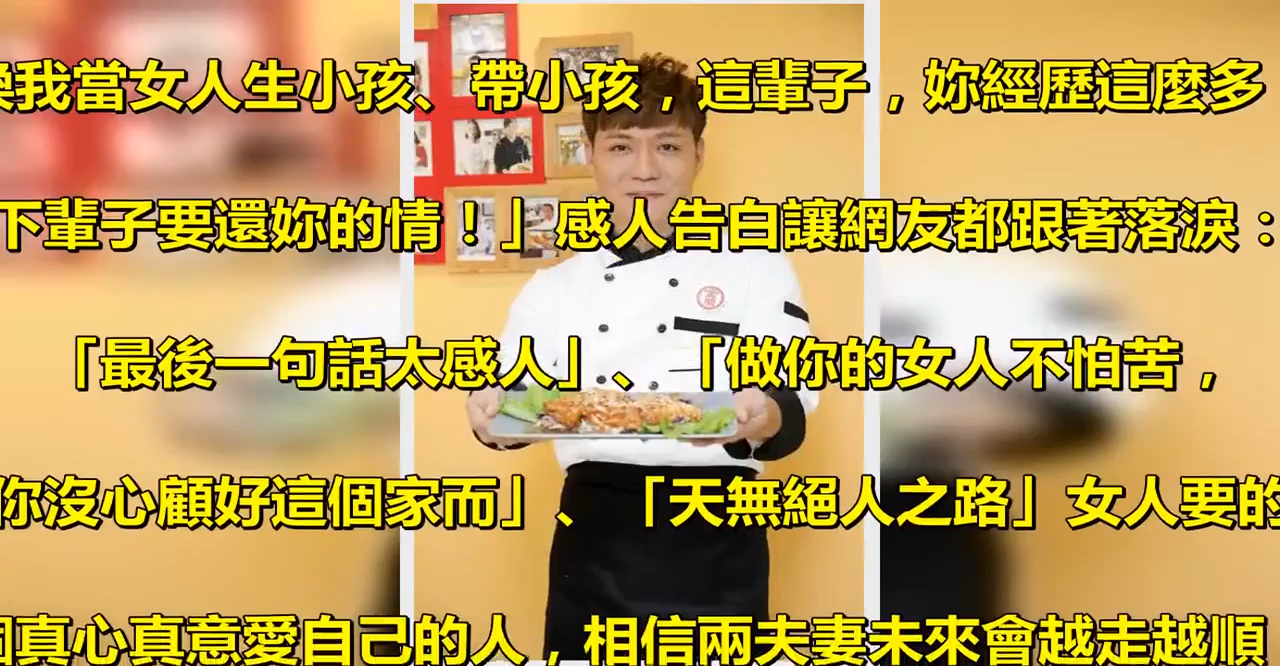 換我當女人生小孩、帶小孩，這輩子，妳經歷這麼多
下輩子要還妳的情！」感人告白讓網友都跟著落淚：
「最後一句話太感人」、「做你的女人不怕苦，
你沒心顧好這個家而」、「天無絕人之路」女人要的
個真心真意愛自己的人，相信兩夫妻未來會越走越順